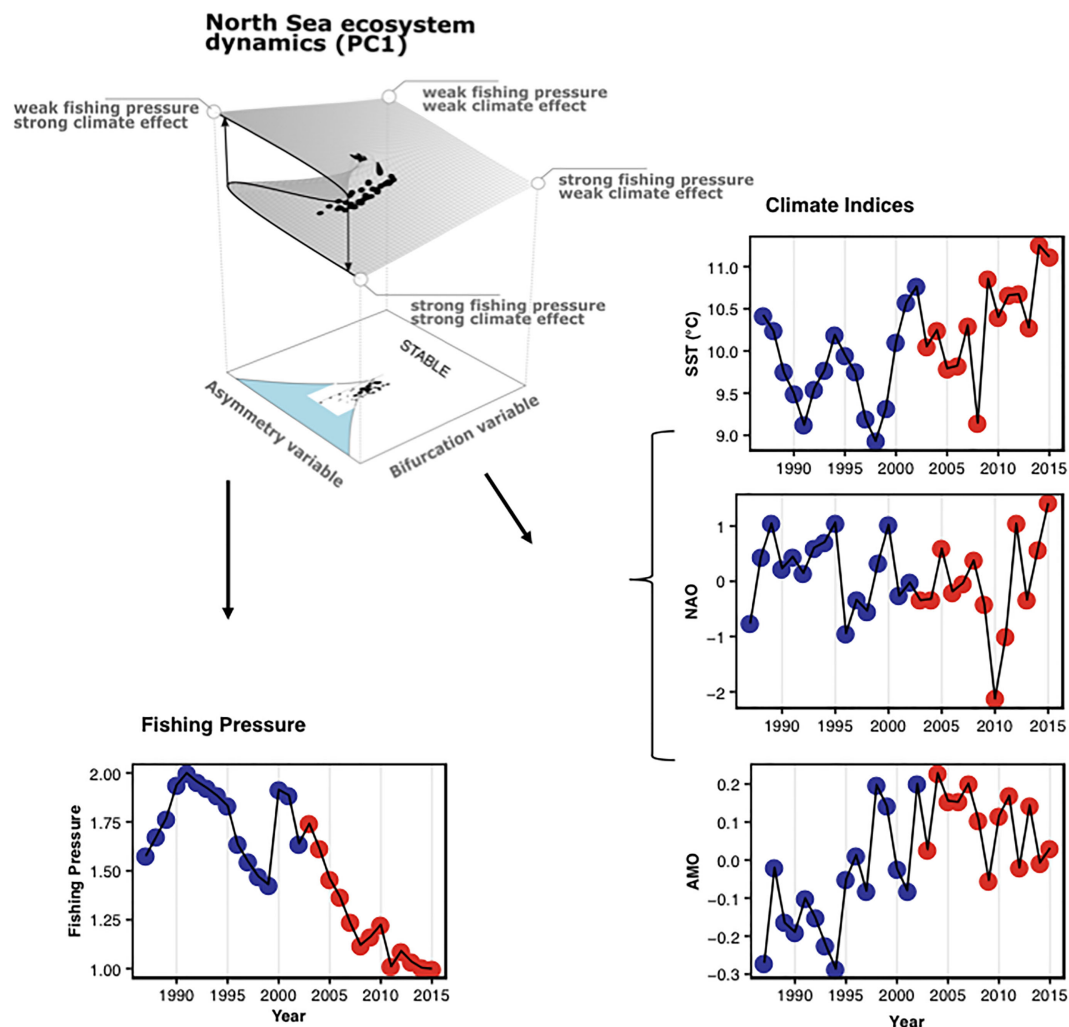 North Sea ecosystem
dynamics (PC1)
weak fishing pressure
strong climate effect
weak fishing pressure
weak climate effect
strong fishing pressure
weak climate effect
strong fishing pressure
strong climate effect
STABLE
Asymmetry variable
Bifurcation variable
Climate Indices
SST (°C)
11.0
10.5
10.0
9.5
9.0
1990 1995 2000 2005 2010 2015
NAO
1
0
−1
−2
1990 1995 2000 2005 2010 2015
AMO
0.2
0.1
0.0
−0.1
−0.2
−0.3
1990 1995 2000 2005 2010 2015
Year
Fishing Pressure
Fishing Pressure
2.00
1.75
1.50
1.25
1.00
1990 1995 2000 2005 2010 2015
Year